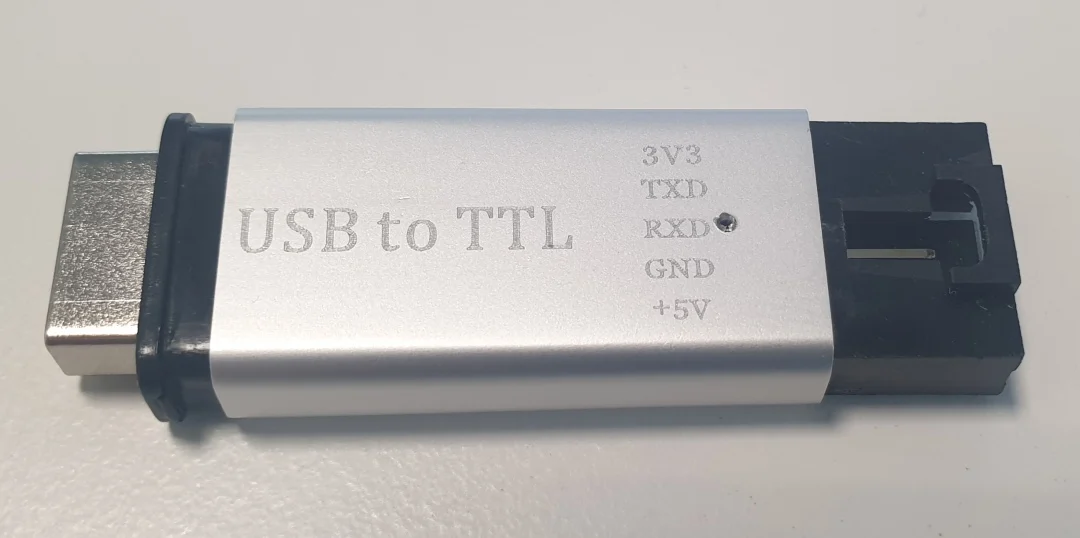 USB to TTL
3V3
TXD
RXD
GND
+5V